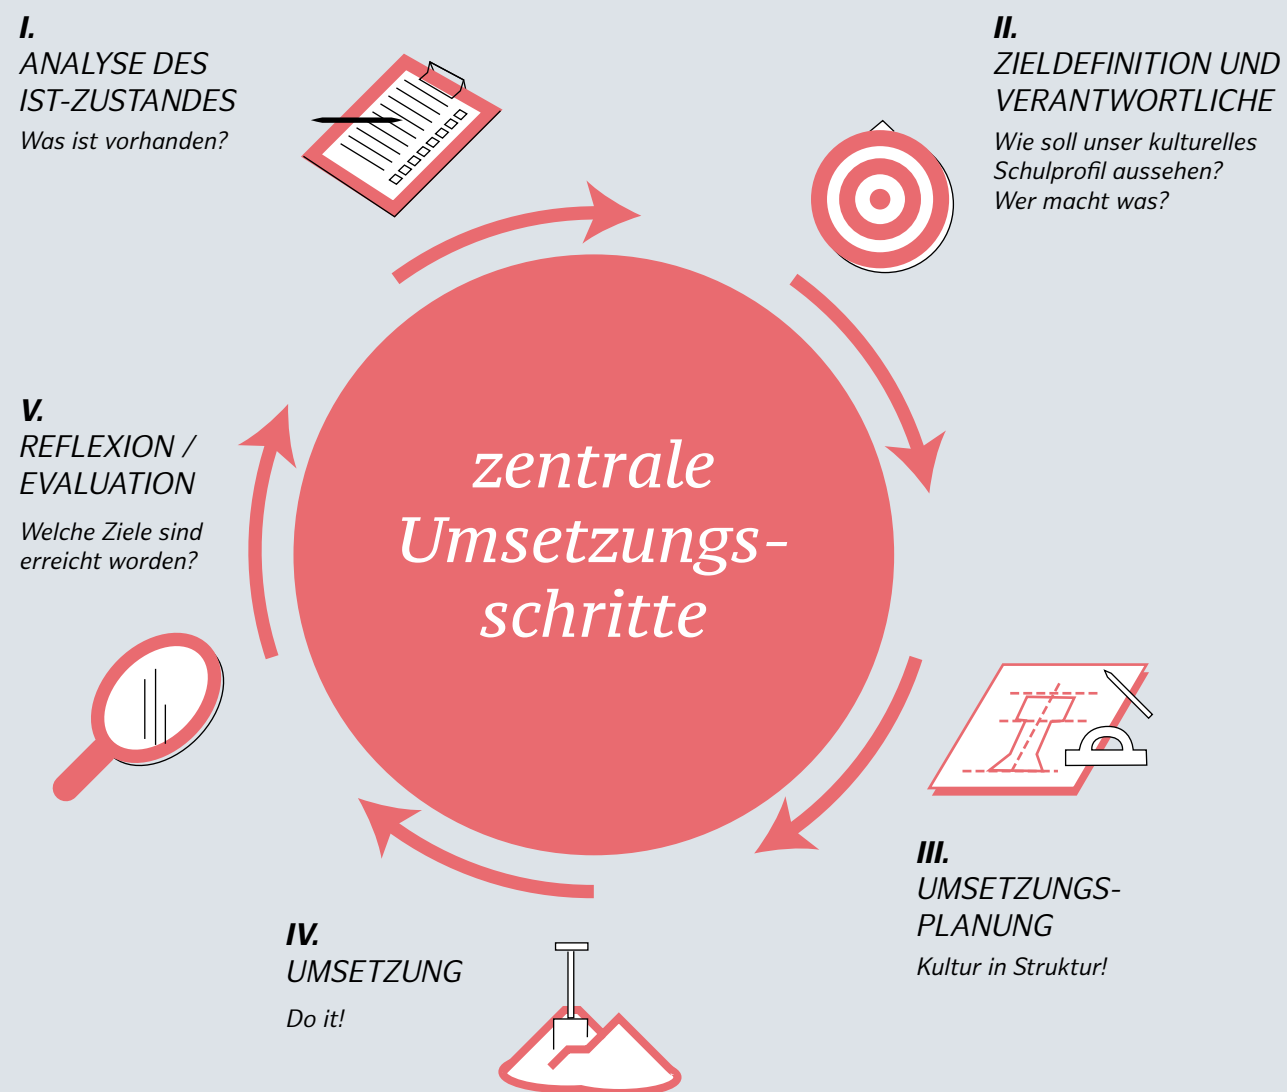 I.
ANALYSE DES
IST-ZUSTANDES
Was ist vorhanden?
II.
ZIELDEFINITION UND
VERANTWORTLICHE
Wie soll unser kulturelles
Schulprofil aussehen?
Wer macht was?
zentrale
Umsetzungs-
schritte
III.
UMSETZUNGS-
PLANUNG
Kultur in Struktur!
IV.
UMSETZUNG
Do it!
V.
REFLEXION /
EVALUATION
Welche Ziele sind
erreicht worden?